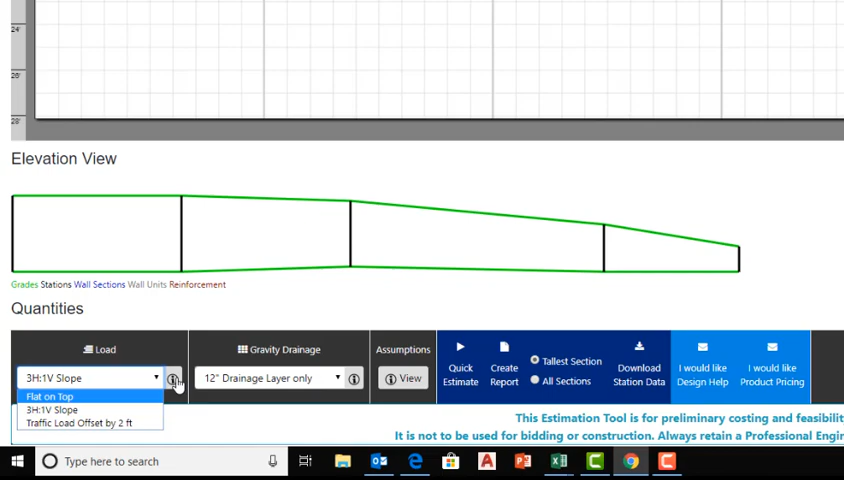 24'
26'
28'
Elevation View
Grades Stations Wall Sections Wall Units Reinforcement
Quantities
Load
3H:1V Slope
Flat on Top
3H:1V Slope
Traffic Load Offset by 2 ft
Gravity Drainage
12" Drainage Layer only
Assumptions
View
Quick Estimate
Create Report
Tallest Section
All Sections
Download Station Data
I would like Design Help
I would like Product Pricing
This Estimation Tool is for preliminary costing and feasibilit
It is not to be used for bidding or construction. Always retain a Professional Engin
Type here to search